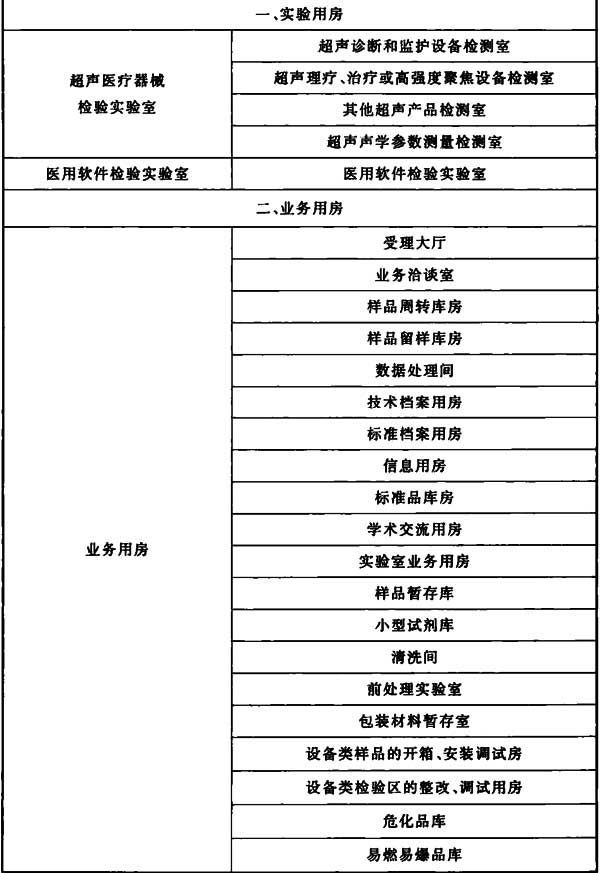 一、实验用房
超声医疗器械
检验实验室
超声诊断和监护设备检测室
超声理疗、治疗或高强度聚焦设备检测室
其他超声产品检测室
超声声学参数测量检测室
医用软件检验实验室
医用软件检验实验室
二、业务用房
业务用房
受理大厅
业务洽谈室
样品周转库房
样品留样库房
数据处理间
技术档案用房
标准档案用房
信息用房
标准品库房
学术交流用房
实验室业务用房
样品暂存库
小型试剂库
清洗间
前处理实验室
包装材料暂存室
设备类样品的开箱、安装调试房
设备类检验区的整改、调试用房
危化品库
易燃易爆品库